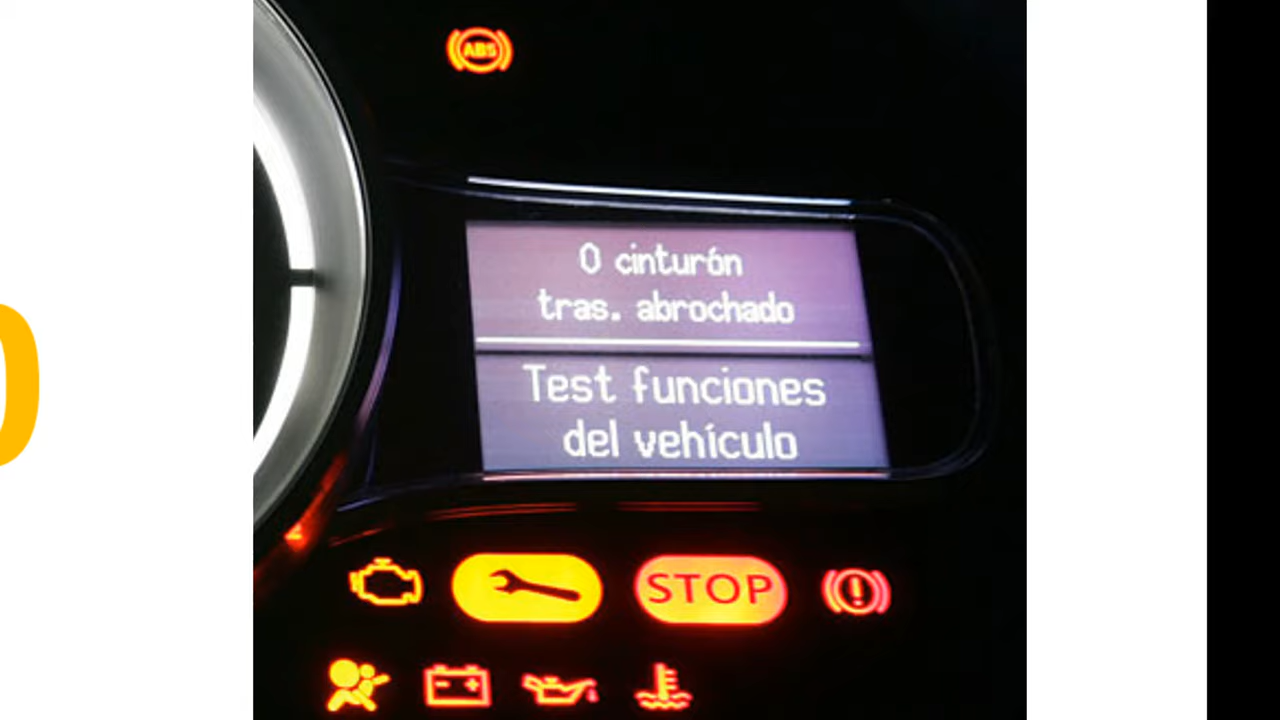 ABS
0 cinturón
tras. abrochado
Test funciones
del vehículo
STOP